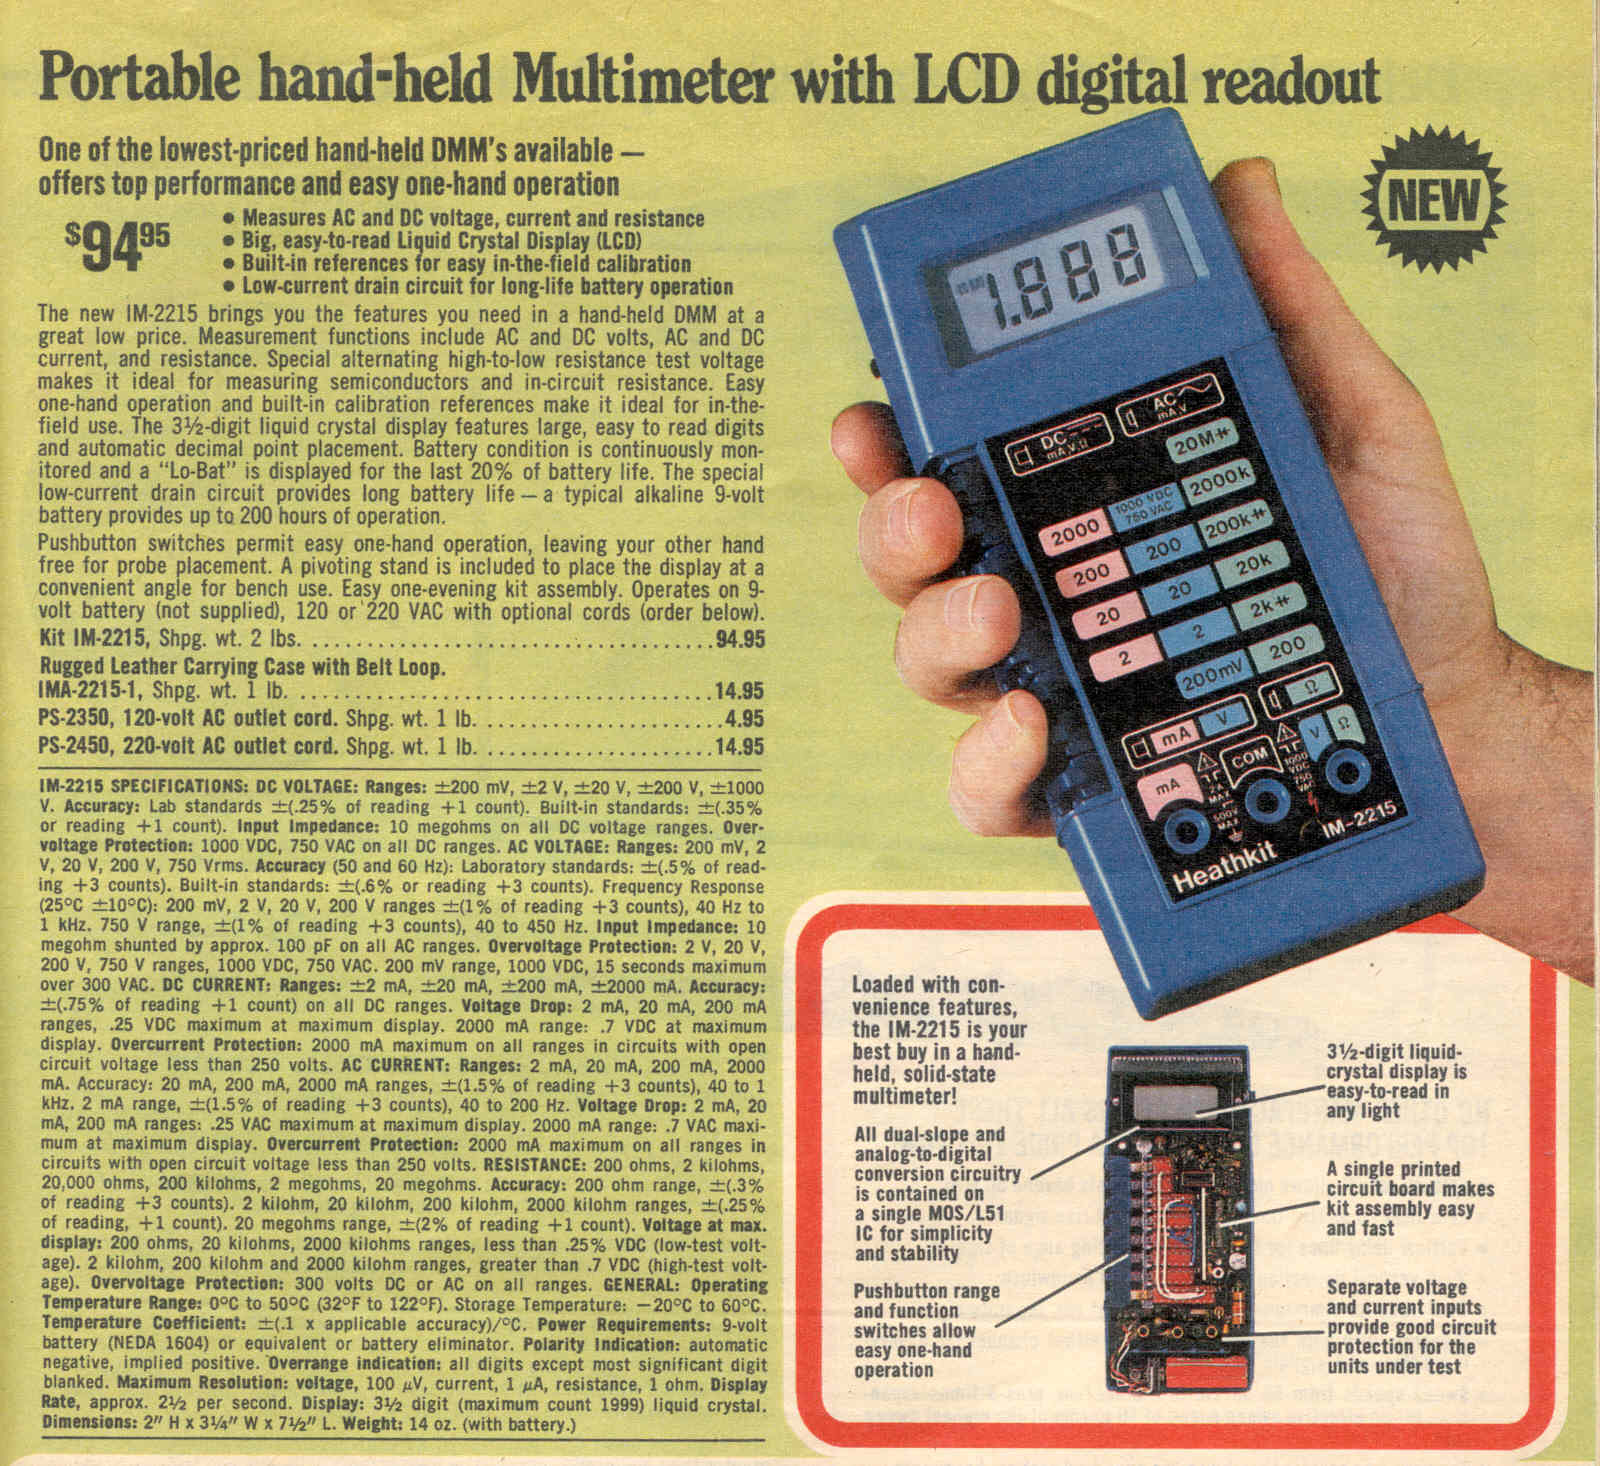 Portable hand-held Multimeter with LCD digital readout
One of the lowest-priced hand-held DMM's available —
offers top performance and easy one-hand operation
$94⁹⁵
● Measures AC and DC voltage, current and resistance
● Big, easy-to-read Liquid Crystal Display (LCD)
● Built-in references for easy in-the-field calibration
● Low-current drain circuit for long-life battery operation
The new IM-2215 brings you the features you need in a hand-held DMM at a
great low price. Measurement functions include AC and DC volts, AC and DC
current, and resistance. Special alternating high-to-low resistance test voltage
makes it ideal for measuring semiconductors and in-circuit resistance. Easy
one-hand operation and built-in calibration references make it ideal for in-the-
field use. The 3½-digit liquid crystal display features large, easy to read digits
and automatic decimal point placement. Battery condition is continuously mon-
itored and a "Lo-Bat" is displayed for the last 20% of battery life. The special
low-current drain circuit provides long battery life — a typical alkaline 9-volt
battery provides up to 200 hours of operation.
Pushbutton switches permit easy one-hand operation, leaving your other hand
free for probe placement. A pivoting stand is included to place the display at a
convenient angle for bench use. Easy one-evening kit assembly. Operates on 9-
volt battery (not supplied), 120 or 220 VAC with optional cords (order below).
Kit IM-2215, Shpg. wt. 2 lbs. ....................................94.95
Rugged Leather Carrying Case with Belt Loop.
IMA-2215-1, Shpg. wt. 1 lb. ....................................14.95
PS-2350, 120-volt AC outlet cord. Shpg. wt. 1 lb. .....................4.95
PS-2450, 220-volt AC outlet cord. Shpg. wt. 1 lb. ....................14.95
IM-2215 SPECIFICATIONS: DC VOLTAGE: Ranges: ±200 mV, ±2 V, ±20 V, ±200 V, ±1000
V. Accuracy: Lab standards ±(.25% of reading +1 count). Built-in standards: ±(.35%
or reading +1 count). Input Impedance: 10 megohms on all DC voltage ranges. Over-
voltage Protection: 1000 VDC, 750 VAC on all DC ranges. AC VOLTAGE: Ranges: 200 mV, 2
V, 20 V, 200 V, 750 Vrms. Accuracy (50 and 60 Hz): Laboratory standards: ±(.5% of read-
ing +3 counts). Built-in standards: ±(.6% or reading +3 counts). Frequency Response
(25°C ±10°C): 200 mV, 2 V, 20 V, 200 V ranges ±(1% of reading +3 counts), 40 Hz to
1 kHz. 750 V range, ±(1% of reading +3 counts), 40 to 450 Hz. Input Impedance: 10
megohm shunted by approx. 100 pF on all AC ranges. Overvoltage Protection: 2 V, 20 V,
200 V, 750 V ranges, 1000 VDC, 750 VAC. 200 mV range, 1000 VDC, 15 seconds maximum
over 300 VAC. DC CURRENT: Ranges: ±2 mA, ±20 mA, ±200 mA, ±2000 mA. Accuracy:
±(.75% of reading +1 count) on all DC ranges. Voltage Drop: 2 mA, 20 mA, 200 mA
ranges, .25 VDC maximum at maximum display. 2000 mA range: .7 VDC at maximum
display. Overcurrent Protection: 2000 mA maximum on all ranges in circuits with open
circuit voltage less than 250 volts. AC CURRENT: Ranges: 2 mA, 20 mA, 200 mA, 2000
mA. Accuracy: 20 mA, 200 mA, 2000 mA ranges, ±(1.5% of reading +3 counts), 40 to 1
kHz. 2 mA range, ±(1.5% of reading +3 counts), 40 to 200 Hz. Voltage Drop: 2 mA, 20
mA, 200 mA ranges: .25 VAC maximum at maximum display. 2000 mA range: .7 VAC maxi-
mum at maximum display. Overcurrent Protection: 2000 mA maximum on all ranges in
circuits with open circuit voltage less than 250 volts. RESISTANCE: 200 ohms, 2 kilohms,
20,000 ohms, 200 kilohms, 2 megohms, 20 megohms. Accuracy: 200 ohm range, ±(.3%
of reading +3 counts). 2 kilohm, 20 kilohm, 200 kilohm, 2000 kilohm ranges, ±(.25%
of reading, +1 count). 20 megohms range, ±(2% of reading +1 count). Voltage at max.
display: 200 ohms, 20 kilohms, 2000 kilohms ranges, less than .25% VDC (low-test volt-
age). 2 kilohm, 200 kilohm and 2000 kilohm ranges, greater than .7 VDC (high-test volt-
age). Overvoltage Protection: 300 volts DC or AC on all ranges. GENERAL: Operating
Temperature Range: 0°C to 50°C (32°F to 122°F). Storage Temperature: —20°C to 60°C.
Temperature Coefficient: ±(.1 x applicable accuracy)/°C. Power Requirements: 9-volt
battery (NEDA 1604) or equivalent or battery eliminator. Polarity Indication: automatic
negative, implied positive. Overrange indication: all digits except most significant digit
blanked. Maximum Resolution: voltage, 100 µV, current, 1 µA, resistance, 1 ohm. Display
Rate, approx. 2½ per second. Display: 3½ digit (maximum count 1999) liquid crystal.
Dimensions: 2" H x 3¼" W x 7½" L. Weight: 14 oz. (with battery.)
NEW
1.888
DC
mA,V,Ω
AC
mA,V
20M
2000
1000 VDC
750 VAC
2000k
200
200
200k
20
20
20k
2
2
2k
200mV
200
mA
V
Ω
mA
2A
MAX
500V
MAX
COM
1000
VDC
750
VAC
V
Ω
Heathkit
IM-2215
Loaded with con-
venience features,
the IM-2215 is your
best buy in a hand-
held, solid-state
multimeter!
All dual-slope and
analog-to-digital
conversion circuitry
is contained on
a single MOS/L51
IC for simplicity
and stability
Pushbutton range
and function
switches allow
easy one-hand
operation
3½-digit liquid-
crystal display is
easy-to-read in
any light
A single printed
circuit board makes
kit assembly easy
and fast
Separate voltage
and current inputs
provide good circuit
protection for the
units under test